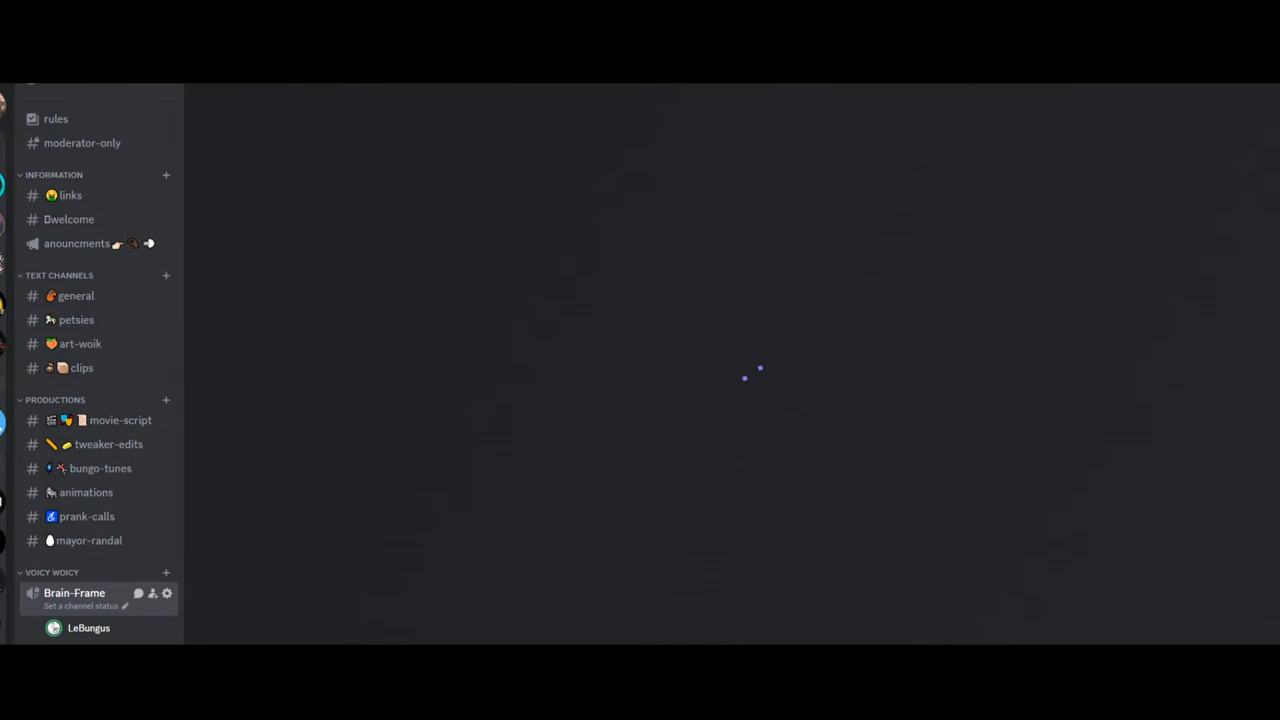 rules
moderator-only
INFORMATION
links
welcome
anouncments
TEXT CHANNELS
general
petsies
art-woik
clips
PRODUCTIONS
movie-script
tweaker-edits
bungo-tunes
animations
prank-calls
mayor-randal
VOICY WOICY
Brain-Frame
Set a channel status
LeBungus